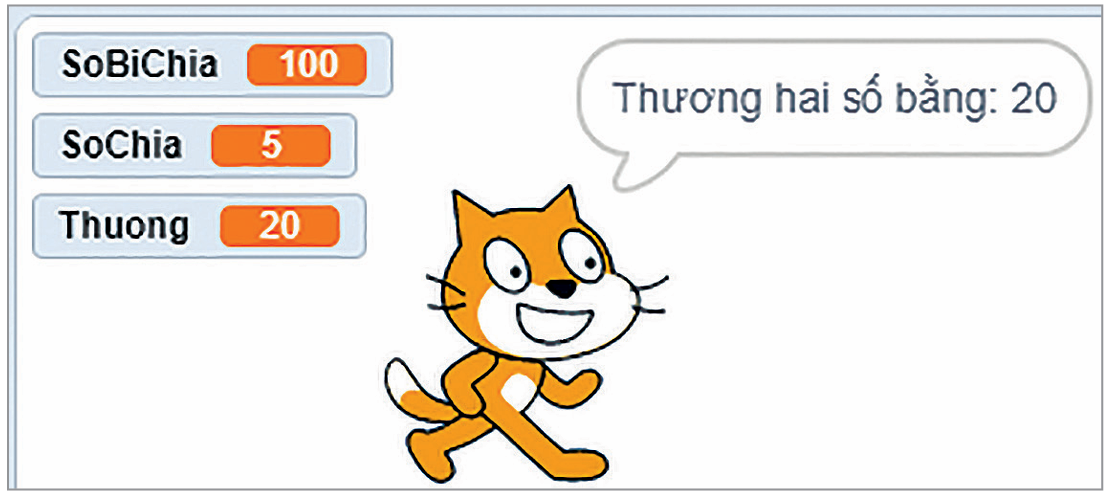 SoBiChia 100
Thương hai số bằng: 20
SoChia 5
Thuong 20